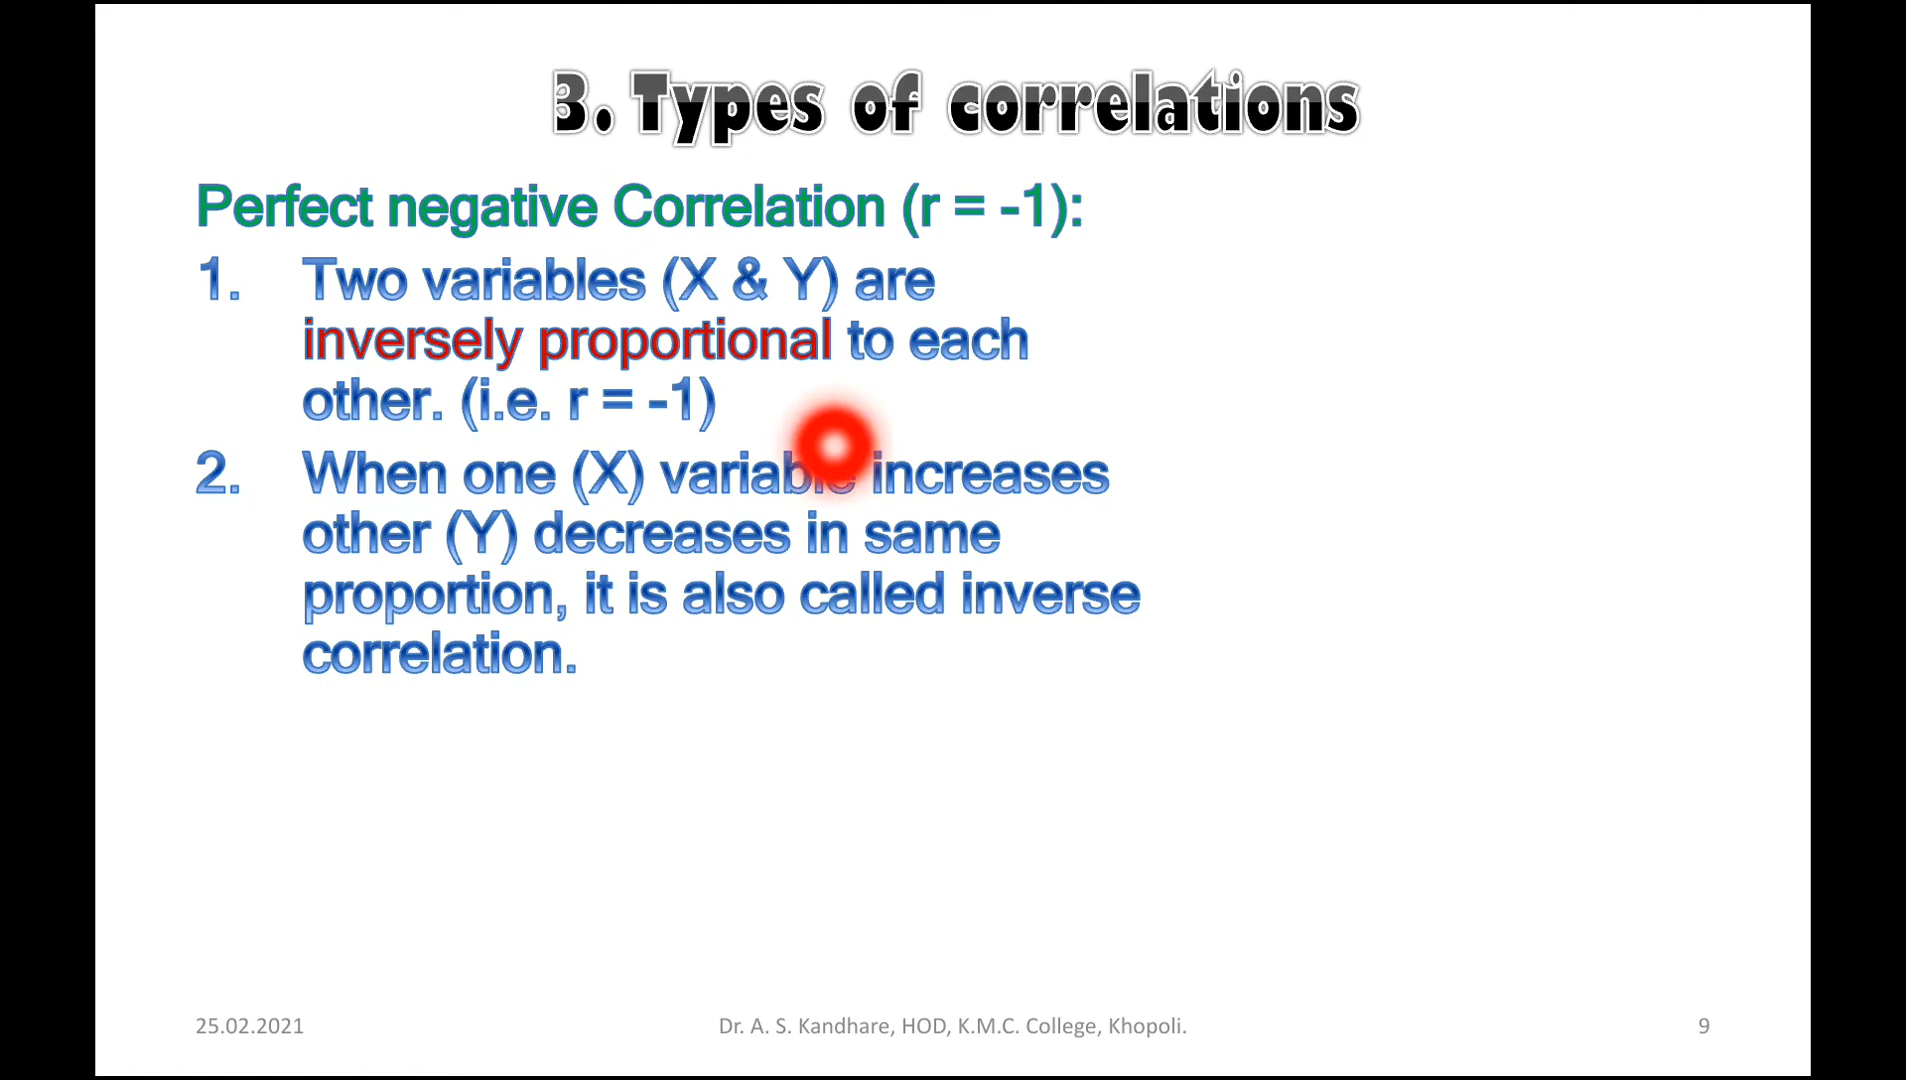 3. Types of correlations
Perfect negative Correlation (r = -1):
1. Two variables (X & Y) are
inversely proportional to each
other. (i.e. r = -1)
2. When one (X) variable increases
other (Y) decreases in same
proportion, it is also called inverse
correlation.
25.02.2021
Dr. A. S. Kandhare, HOD, K.M.C. College, Khopoli.
9